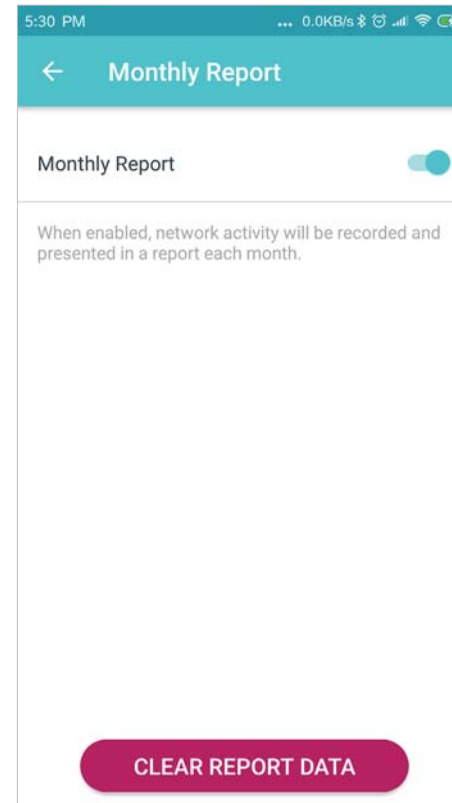 5:30 PM ... 0.0KB/s
Monthly Report
Monthly Report
When enabled, network activity will be recorded and
presented in a report each month.
CLEAR REPORT DATA